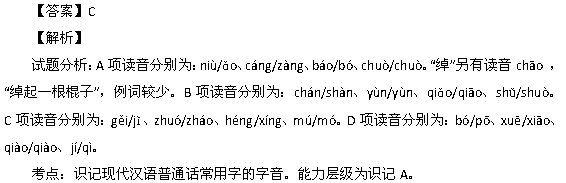 【答案】C
【解析】
试题分析：A 项读音分别为：niù/ǎo、cáng/zàng、báo/bó、chuò/chuò。“绰”另有读音 chāo，
“绰起一根棍子”，例词较少。B 项读音分别为：chán/shàn、yùn/yùn、qiǎo/qiāo、shǔ/shuò。
C 项读音分别为：gěi/jǐ、zhuó/zháo、héng/xíng、mú/mó。D 项读音分别为：bó/pō、xuē/xiāo、
qiào/qiào、jí/qì。
考点：识记现代汉语普通话常用字的字音。能力层级为识记 A。